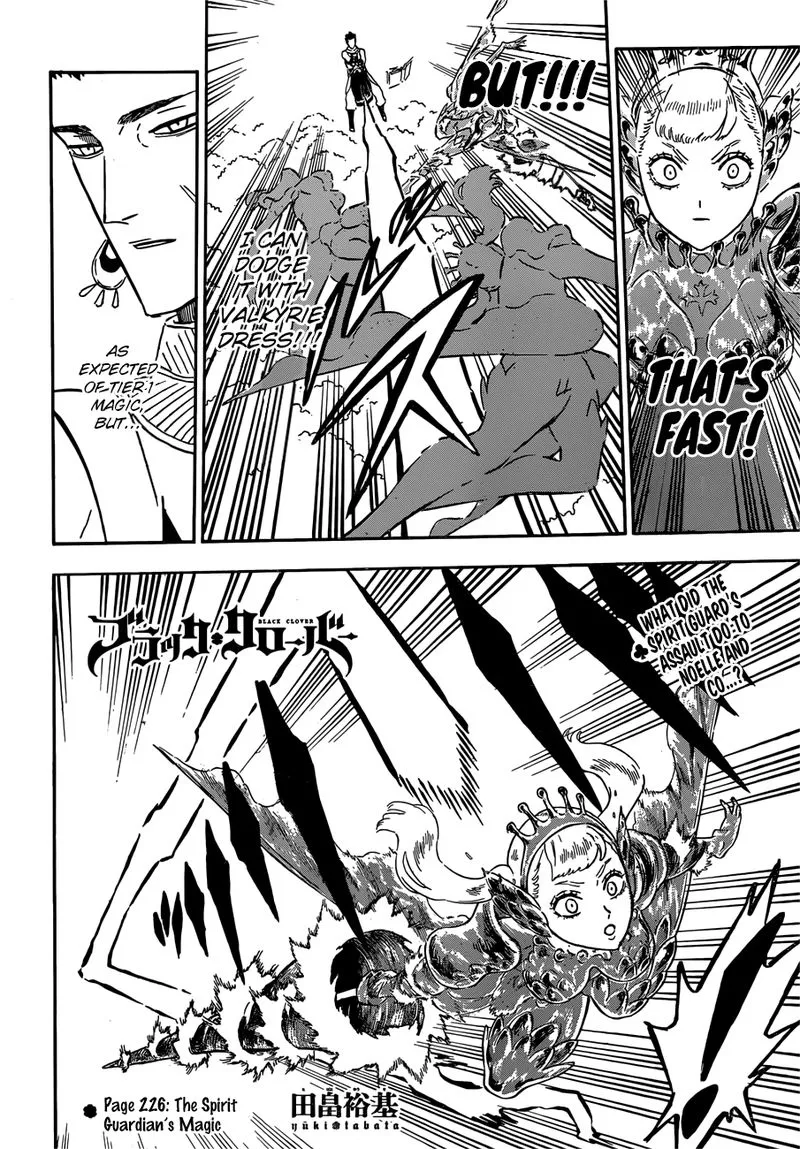 THAT'S
FAST!
BUT!!!
I CAN
DODGE
IT WITH
VALKYRIE
DRESS!!!
AS
EXPECTED
OF TIER 1
MAGIC,
BUT...
ブラック・クローバー
BLACK CLOVER
WHAT DID THE
SPIRIT GUARD'S
ASSAULT DO TO
NOELLE AND
CO...?
Page 226: The Spirit
Guardian's Magic
田畠裕基
yūki tabata